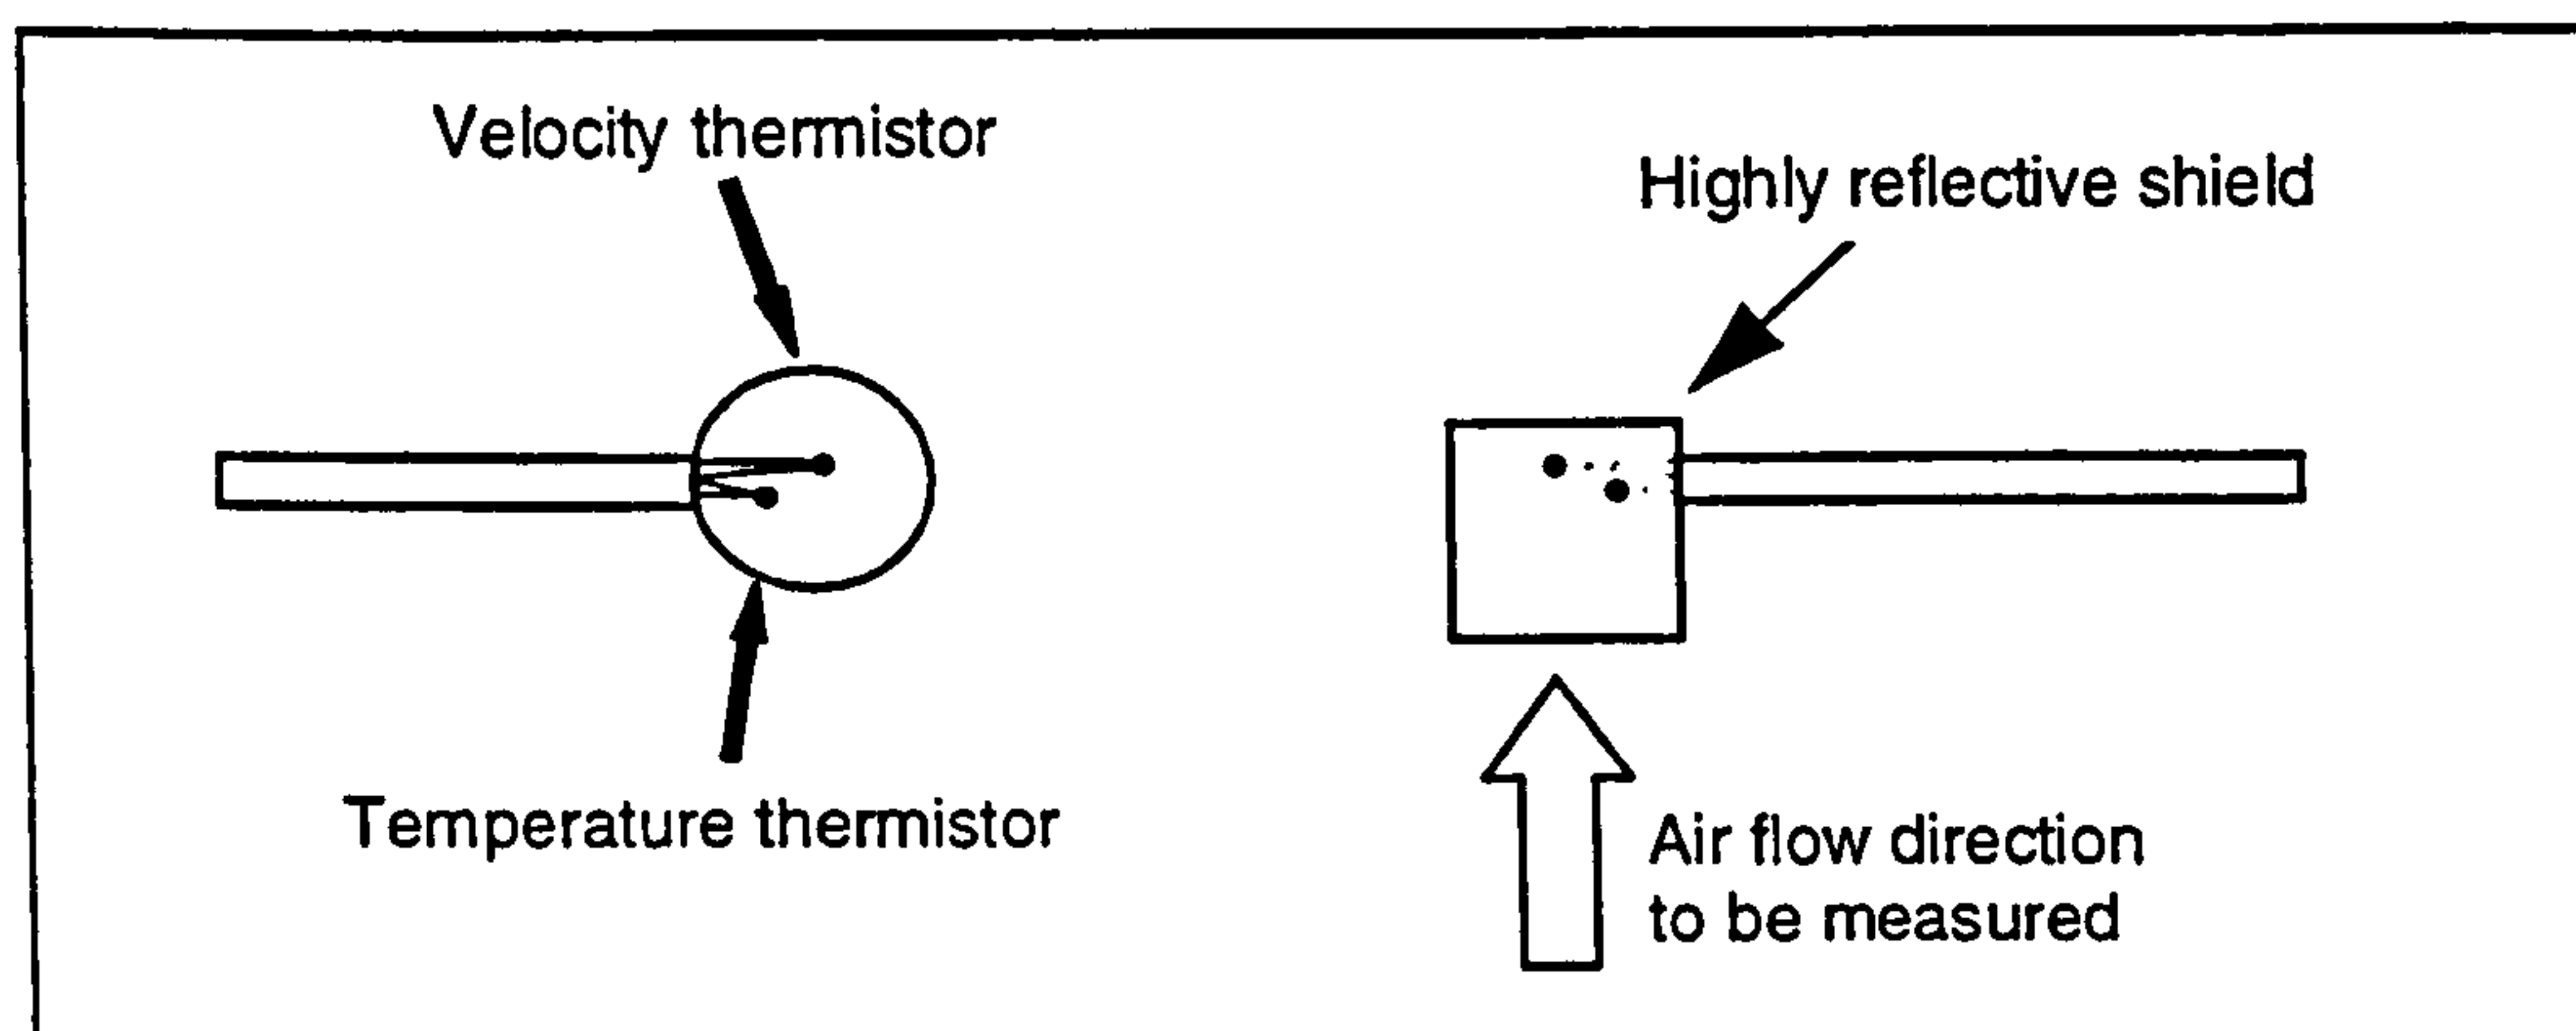 Velocity thermistor
Highly reflective shield
Temperature thermistor
Air flow direction
to be measured